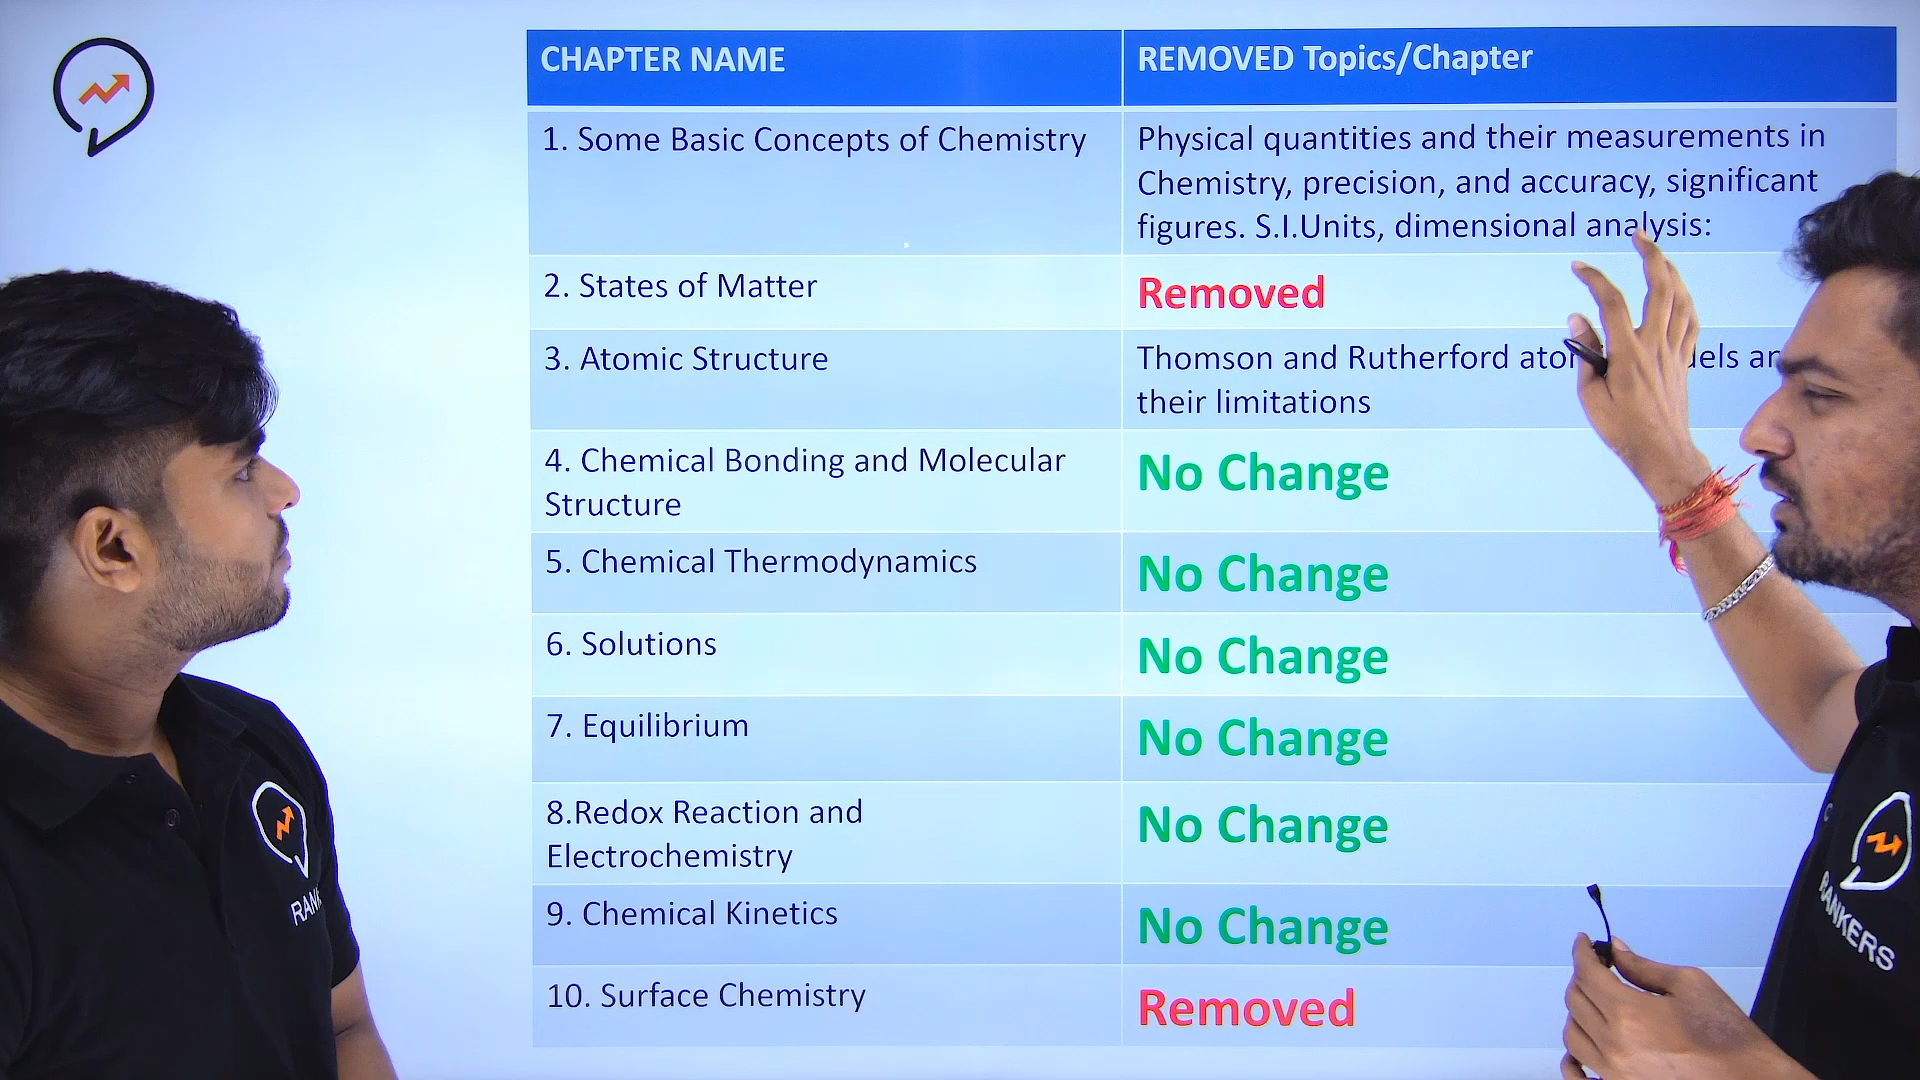 CHAPTER NAME
REMOVED Topics/Chapter
1. Some Basic Concepts of Chemistry
Physical quantities and their measurements in
Chemistry, precision, and accuracy, significant
figures. S.I.Units, dimensional analysis:
2. States of Matter
Removed
3. Atomic Structure
Thomson and Rutherford
their limitations
4. Chemical Bonding and Molecular
Structure
No Change
5. Chemical Thermodynamics
No Change
6. Solutions
No Change
7. Equilibrium
No Change
8.Redox Reaction and
Electrochemistry
No Change
9. Chemical Kinetics
No Change
10. Surface Chemistry
Removed
RANKERS